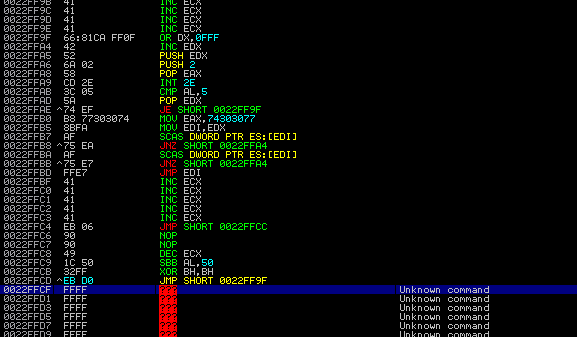 0022FF9B 41 INC ECX
0022FF9C 41 INC ECX
0022FF9D 41 INC ECX
0022FF9E 41 INC ECX
0022FF9F 66:81CA FF0F OR DX,0FFF
0022FFA4 42 INC EDX
0022FFA5 52 PUSH EDX
0022FFA6 6A 02 PUSH 2
0022FFA8 58 POP EAX
0022FFA9 CD 2E INT 2E
0022FFAB 3C 05 CMP AL,5
0022FFAD 5A POP EDX
0022FFAE ^74 EF JE SHORT 0022FF9F
0022FFB0 B8 77303074 MOV EAX,74303077
0022FFB5 8BFA MOV EDI,EDX
0022FFB7 AF SCAS DWORD PTR ES:[EDI]
0022FFB8 ^75 EA JNZ SHORT 0022FFA4
0022FFBA AF SCAS DWORD PTR ES:[EDI]
0022FFBB ^75 E7 JNZ SHORT 0022FFA4
0022FFBD FFE7 JMP EDI
0022FFBF 41 INC ECX
0022FFC0 41 INC ECX
0022FFC1 41 INC ECX
0022FFC2 41 INC ECX
0022FFC3 41 INC ECX
0022FFC4 EB 06 JMP SHORT 0022FFCC
0022FFC6 90 NOP
0022FFC7 90 NOP
0022FFC8 49 DEC ECX
0022FFC9 1C 50 SBB AL,50
0022FFCB 32FF XOR BH,BH
0022FFCD ^EB D0 JMP SHORT 0022FF9F
0022FFCF FFFF ??? Unknown command
0022FFD1 FFFF ??? Unknown command
0022FFD3 FFFF ??? Unknown command
0022FFD5 FFFF ??? Unknown command
0022FFD7 FFFF ??? Unknown command
0022FFD9 FFFF ??? Unknown command